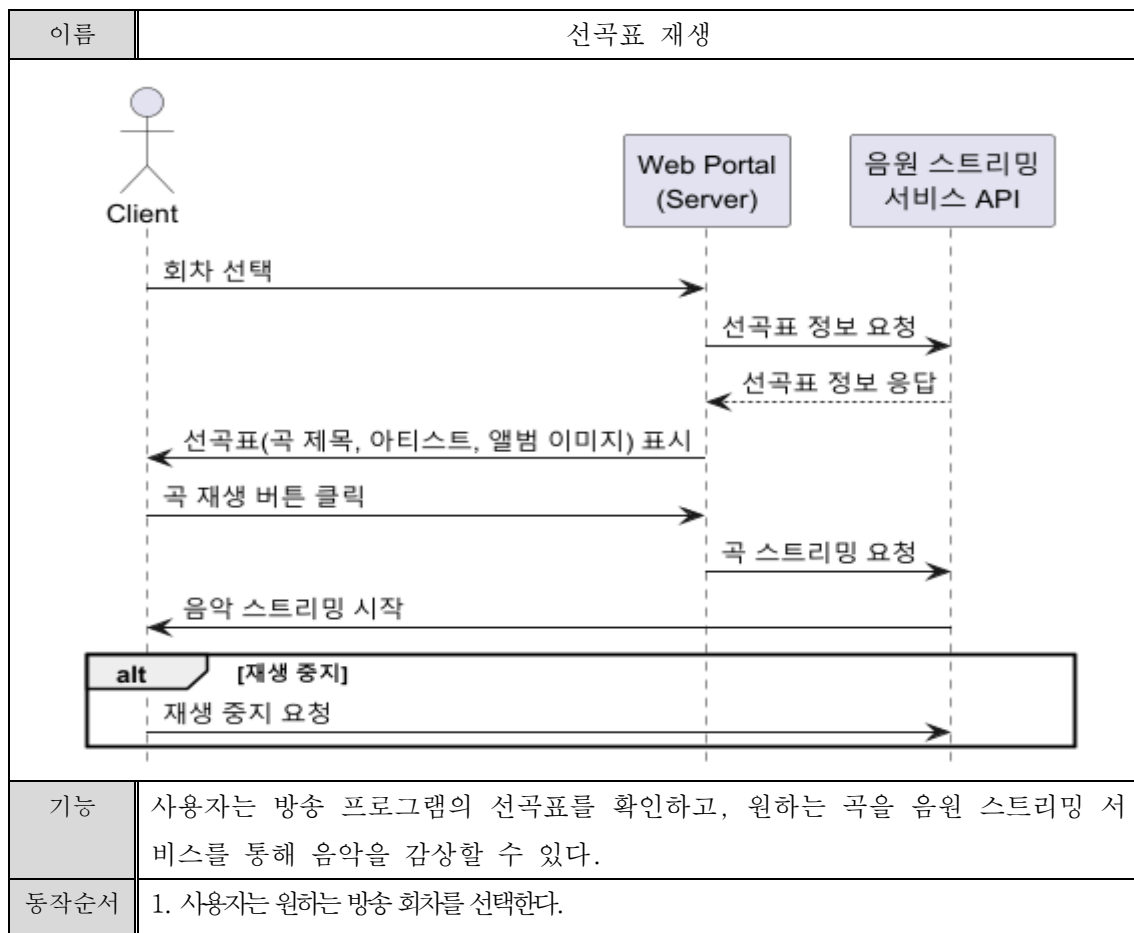 이름 선곡표 재생
Client
Web Portal
(Server)
음원 스트리밍
서비스 API
회차 선택
선곡표 정보 요청
선곡표 정보 응답
선곡표(곡 제목, 아티스트, 앨범 이미지) 표시
곡 재생 버튼 클릭
곡 스트리밍 요청
음악 스트리밍 시작
alt [재생 중지]
재생 중지 요청
기능 사용자는 방송 프로그램의 선곡표를 확인하고, 원하는 곡을 음원 스트리밍 서
비스를 통해 음악을 감상할 수 있다.
동작순서 1. 사용자는 원하는 방송 회차를 선택한다.